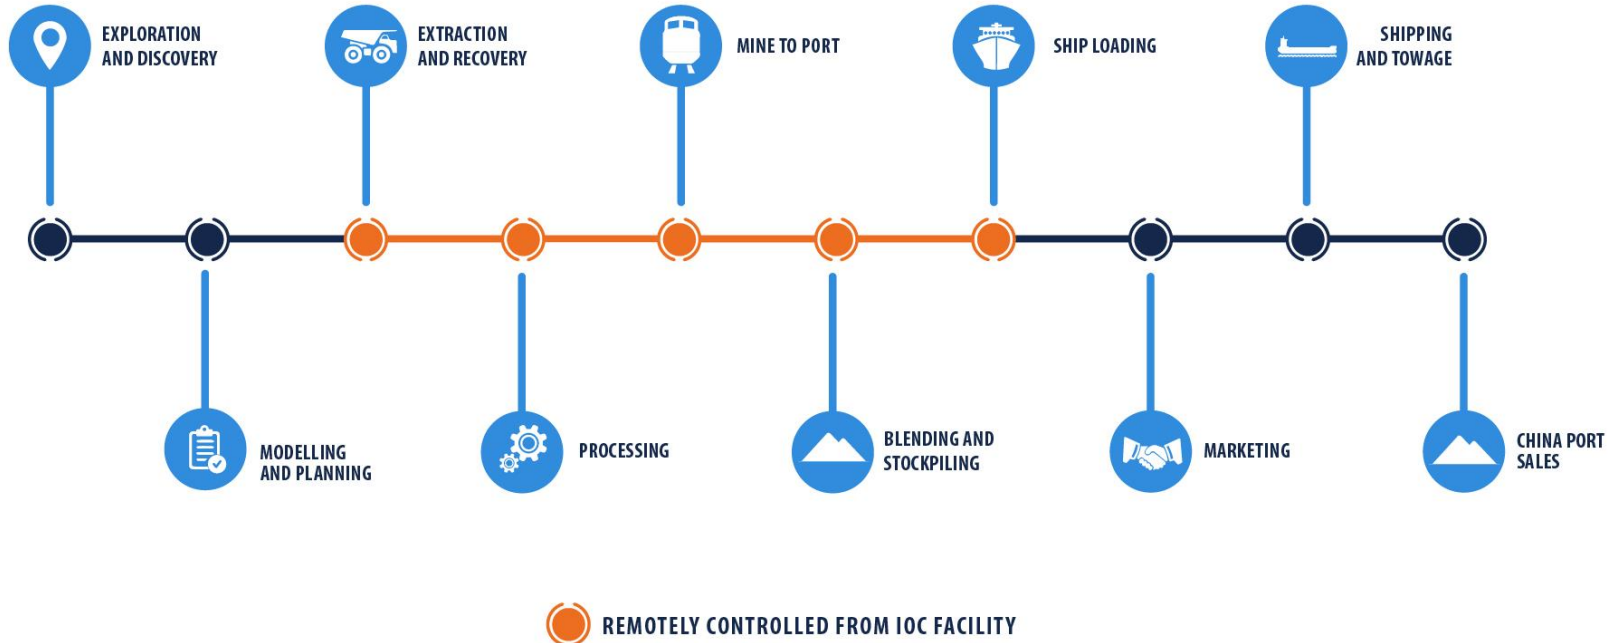 EXPLORATION
AND DISCOVERY
EXTRACTION
AND RECOVERY
MINE TO PORT
SHIP LOADING
SHIPPING
AND TOWAGE
MODELLING
AND PLANNING
PROCESSING
BLENDING AND
STOCKPILING
MARKETING
CHINA PORT
SALES
REMOTELY CONTROLLED FROM IOC FACILITY